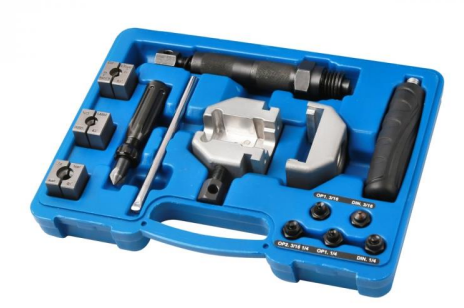 OP1. 3/16 DIN. 3/16
OP2. 3/16 1/4 OP1. 1/4 DIN. 1/4